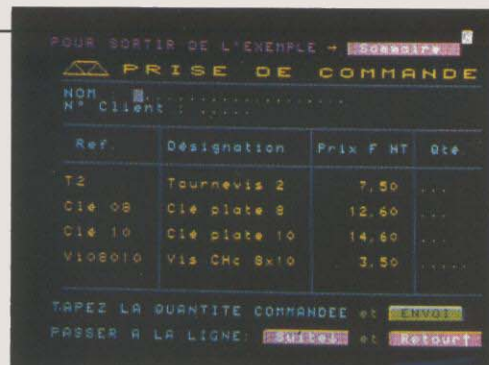 C
POUR SORTIR DE L'EXEMPLE → Sommaire
PRISE DE COMMANDE
NOM : ....................
N° Client : .....
Ref. Désignation Prix F HT Qté
T2 Tournevis 2 7,50 ...
Clé 08 Clé plate 8 12,60 ...
Clé 10 Clé plate 10 14,60 ...
Vi08010 Vis CHc 8x10 3,50 .....
TAPEZ LA QUANTITE COMMANDEE et ENVOI
PASSER A LA LIGNE: Suite↓ et Retour↑